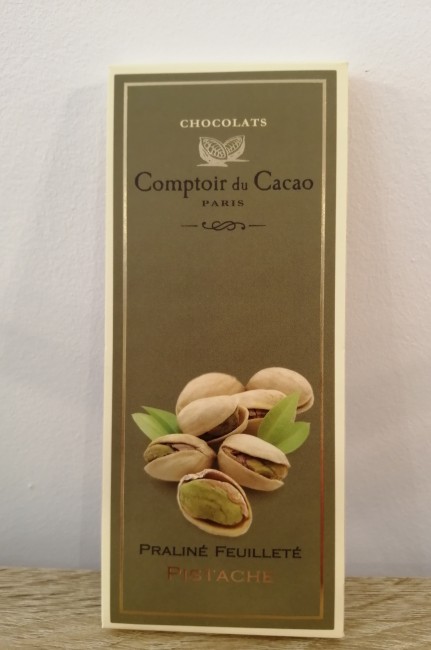 CHOCOLATS
Comptoir du Cacao
PARIS
PRALINÉ FEUILLETÉ
PISTACHE